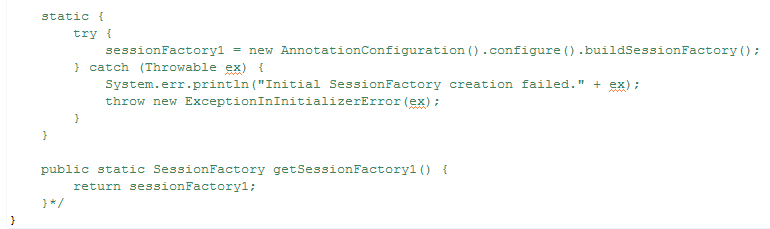 static {
try {
sessionFactory1 = new AnnotationConfiguration().configure().buildSessionFactory();
} catch (Throwable ex) {
System.err.println("Initial SessionFactory creation failed." + ex);
throw new ExceptionInInitializerError(ex);
}
}
public static SessionFactory getSessionFactory1() {
return sessionFactory1;
}*/
}